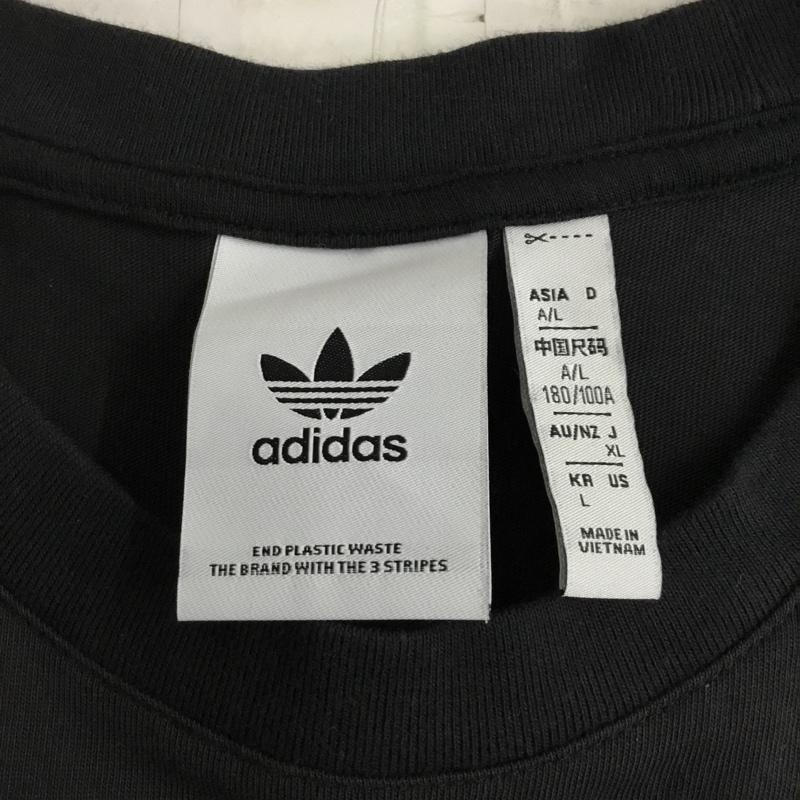 adidas
END PLASTIC WASTE
THE BRAND WITH THE 3 STRIPES
ASIA D
A/L
中国尺码
A/L
180/100A
AU/NZ J
XL
KR US
L
MADE IN
VIETNAM